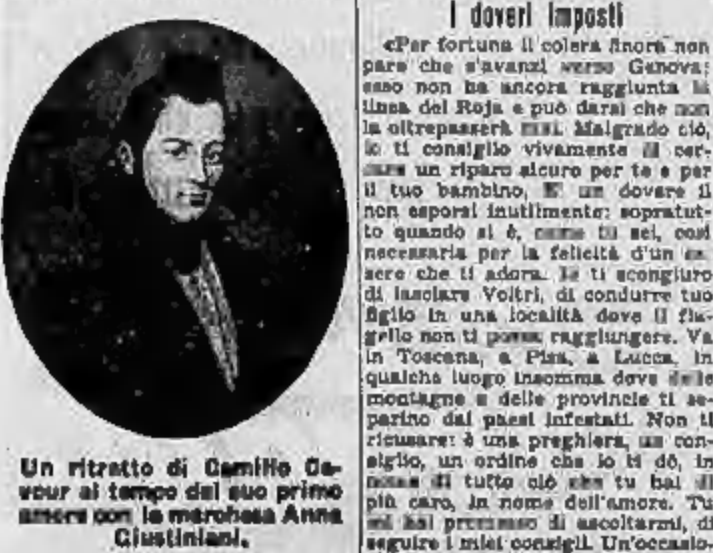 I doveri imposti
«Per fortuna il colera finora non
pare che s'avanzi verso Genova;
esso non ha ancora raggiunta la
linea del Roja e può darsi che non
la oltrepasserà mai. Malgrado ciò,
io ti consiglio vivamente di cer-
care un riparo sicuro per te e per
il tuo bambino. E' un dovere il
non esporsi inutilmente: sopratut-
to quando si è, come tu sei, così
necessaria per la felicità d'un es-
sere che ti adora. Io ti scongiuro
di lasciare Voltri, di condurre tuo
figlio in una località dove il fla-
gello non ti possa raggiungere. Va
in Toscana, a Pisa, a Lucca, in
qualche luogo insomma dove delle
montagne e delle provincie ti se-
parino dai paesi infestati. Non ti
ricusare: è una preghiera, un con-
siglio, un ordine che io ti dò, in
nome di tutto ciò che tu hai di
più caro, in nome dell'amore. Tu
mi hai promesso di ascoltarmi, di
seguire i miei consigli. Un'occasio-
Un ritratto di Camillo Ca-
vour al tempo del suo primo
amore con la marchesa Anna
Giustiniani.